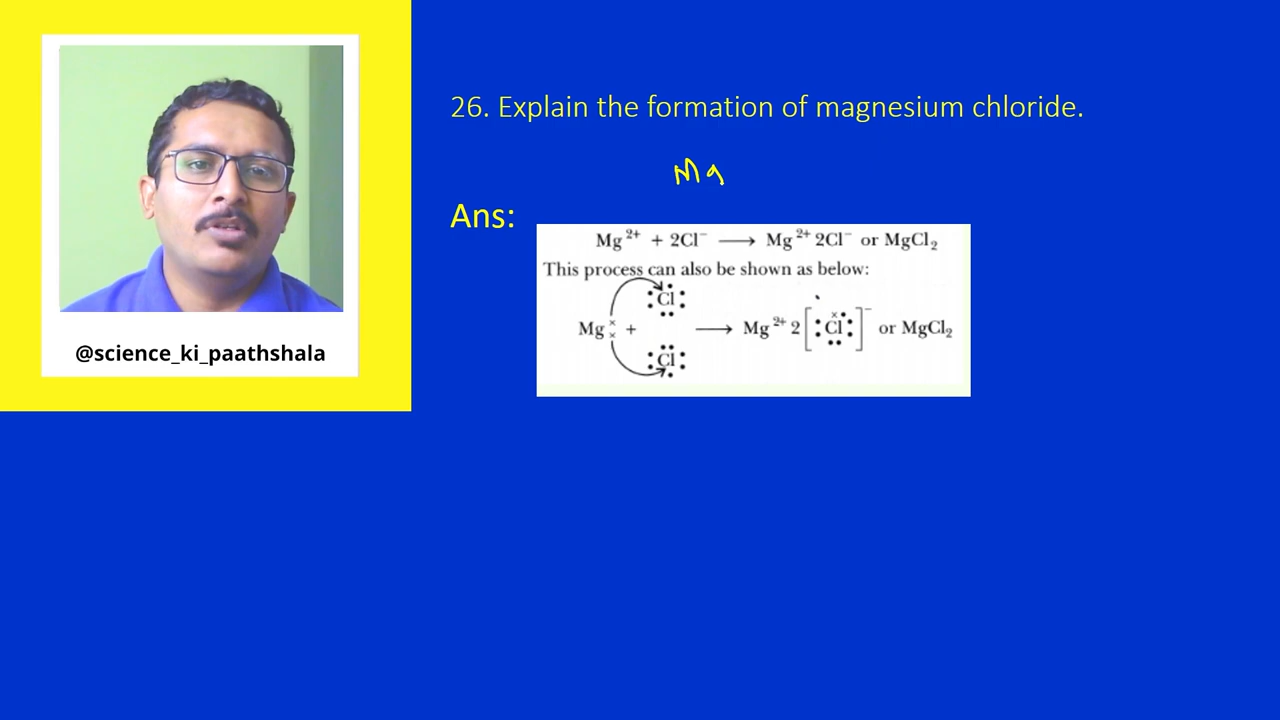 26. Explain the formation of magnesium chloride.
Mg
Ans:
Mg²⁺ + 2Cl⁻ ⟶ Mg²⁺ 2Cl⁻ or MgCl₂
This process can also be shown as below:
Cl
Mg + ⟶ Mg²⁺ 2[Cl]⁻ or MgCl₂
Cl
@science_ki_paathshala